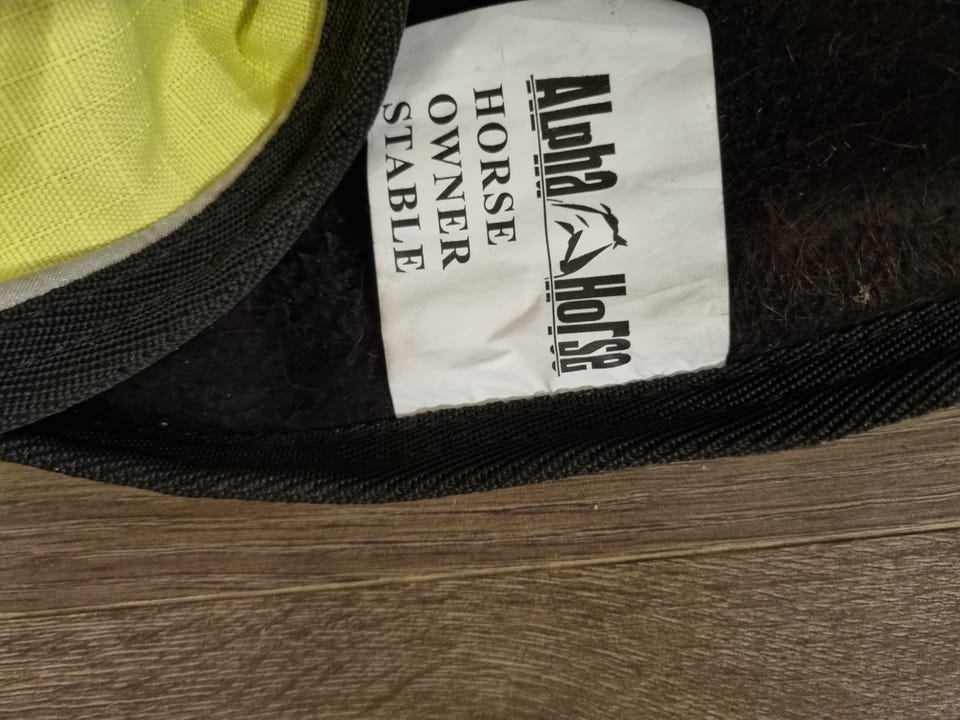 Alpha Horse
HORSE
OWNER
STABLE